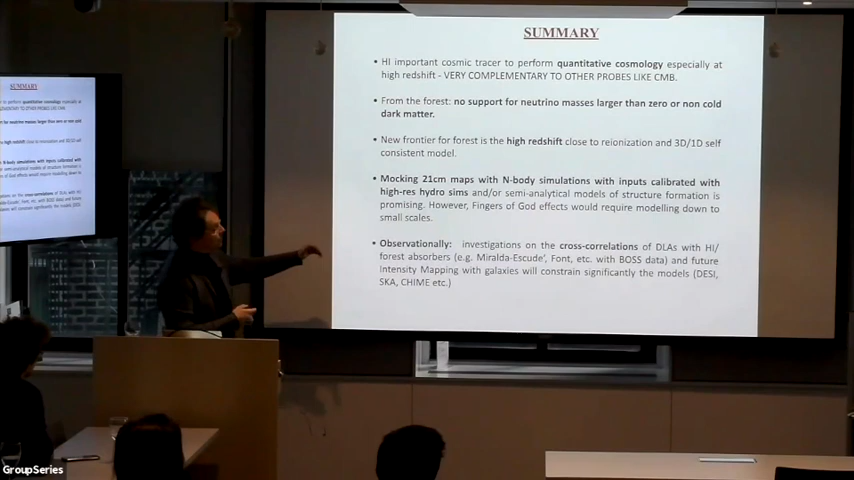 SUMMARY
• HI important cosmic tracer to perform quantitative cosmology especially at
high redshift - VERY COMPLEMENTARY TO OTHER PROBES LIKE CMB.
• From the forest: no support for neutrino masses larger than zero or non cold
dark matter.
• New frontier for forest is the high redshift close to reionization and 3D/1D self
consistent model.
• Mocking 21cm maps with N-body simulations with inputs calibrated with
high-res hydro sims and/or semi-analytical models of structure formation is
promising. However, Fingers of God effects would require modelling down to
small scales.
• Observationally: investigations on the cross-correlations of DLAs with HI/
forest absorbers (e.g. Miralda-Escude', Font, etc. with BOSS data) and future
Intensity Mapping with galaxies will constrain significantly the models (DESI,
SKA, CHIME etc.)
SUMMARY
GroupSeries